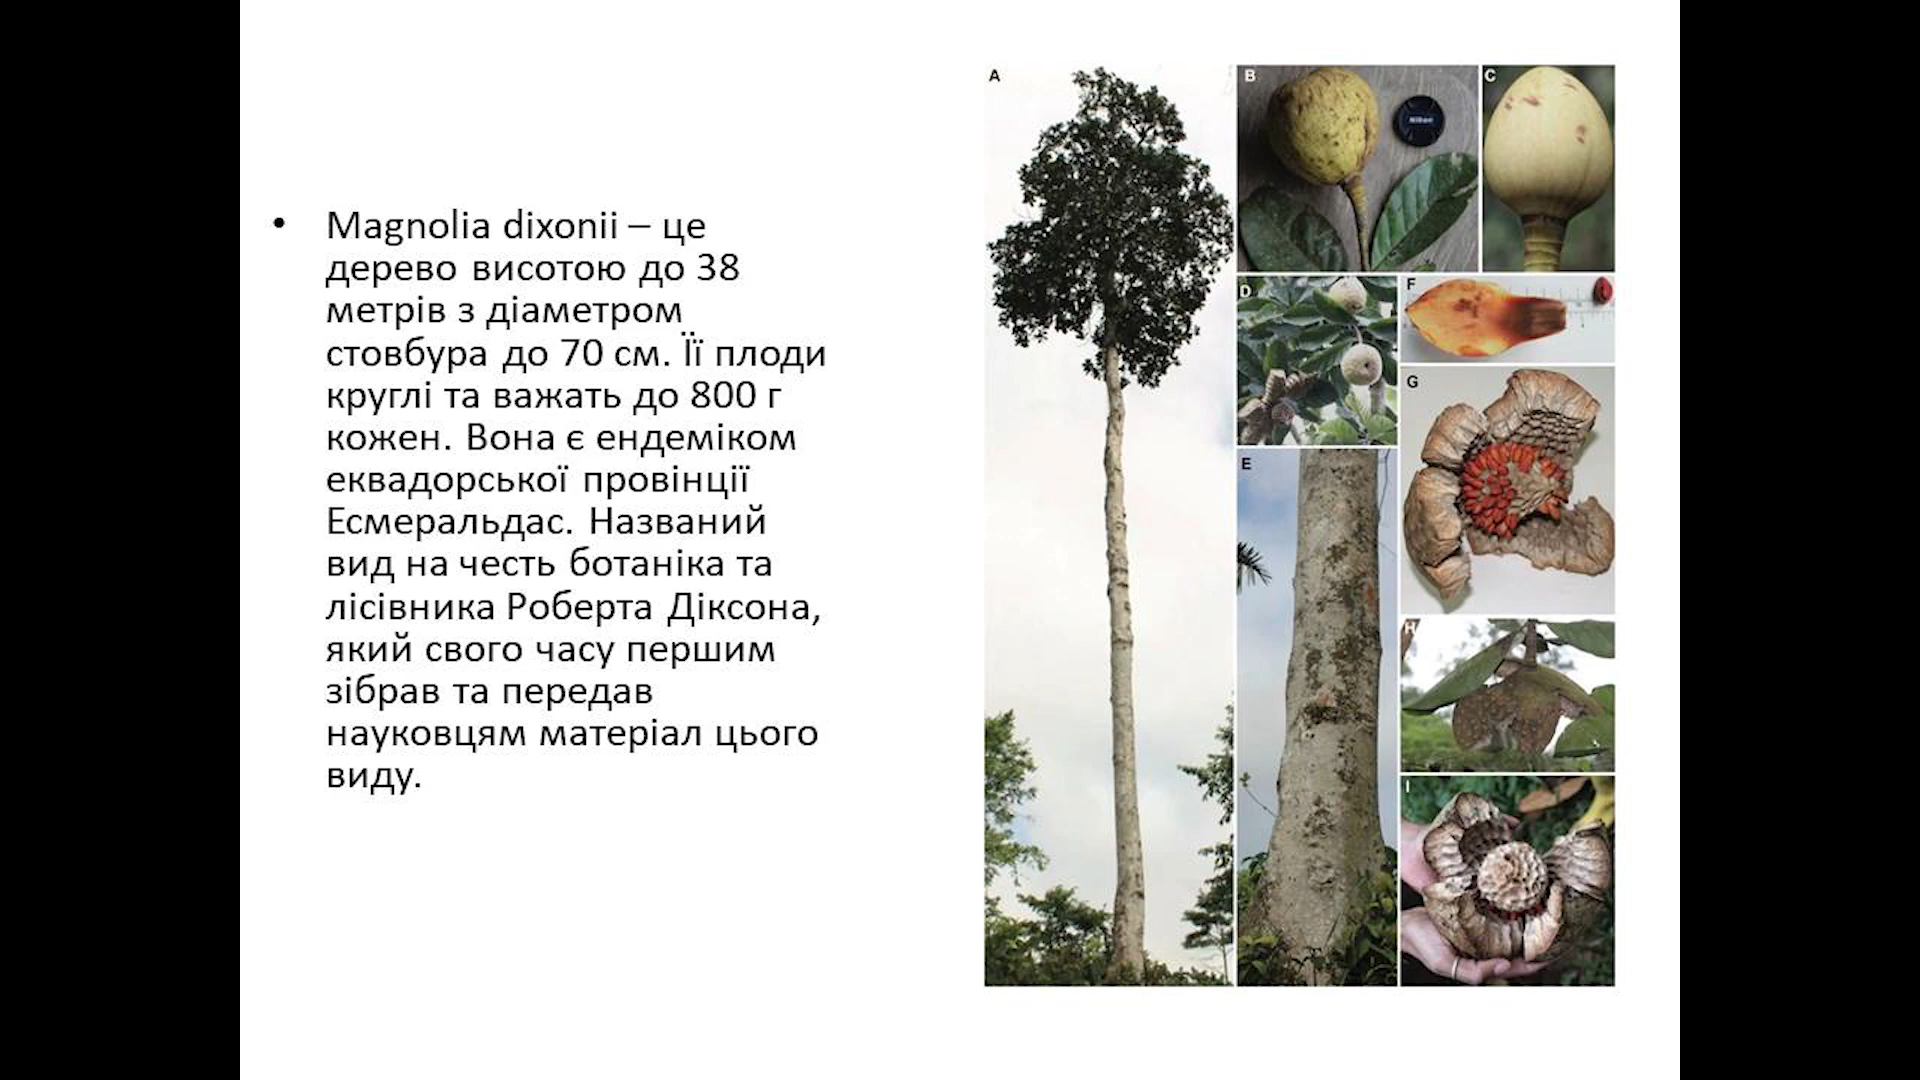 • Magnolia dixonii – це
дерево висотою до 38
метрів з діаметром
стовбура до 70 см. Її плоди
круглі та важать до 800 г
кожен. Вона є ендеміком
еквадорської провінції
Есмеральдас. Названий
вид на честь ботаніка та
лісівника Роберта Діксона,
який свого часу першим
зібрав та передав
науковцям матеріал цього
виду.
A
B
Nikon
C
D
F
G
E
H
I